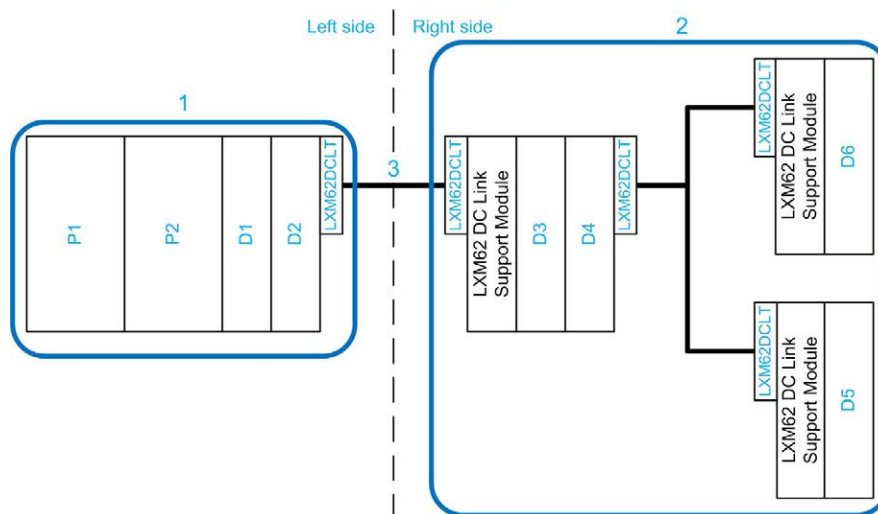 Left side
Right side
1
2
3
P1
P2
D1
D2
LXM62DCLT
LXM62DCLT
LXM62 DC Link
Support Module
D3
D4
LXM62DCLT
LXM62DCLT
LXM62 DC Link
Support Module
D6
LXM62DCLT
LXM62 DC Link
Support Module
D5